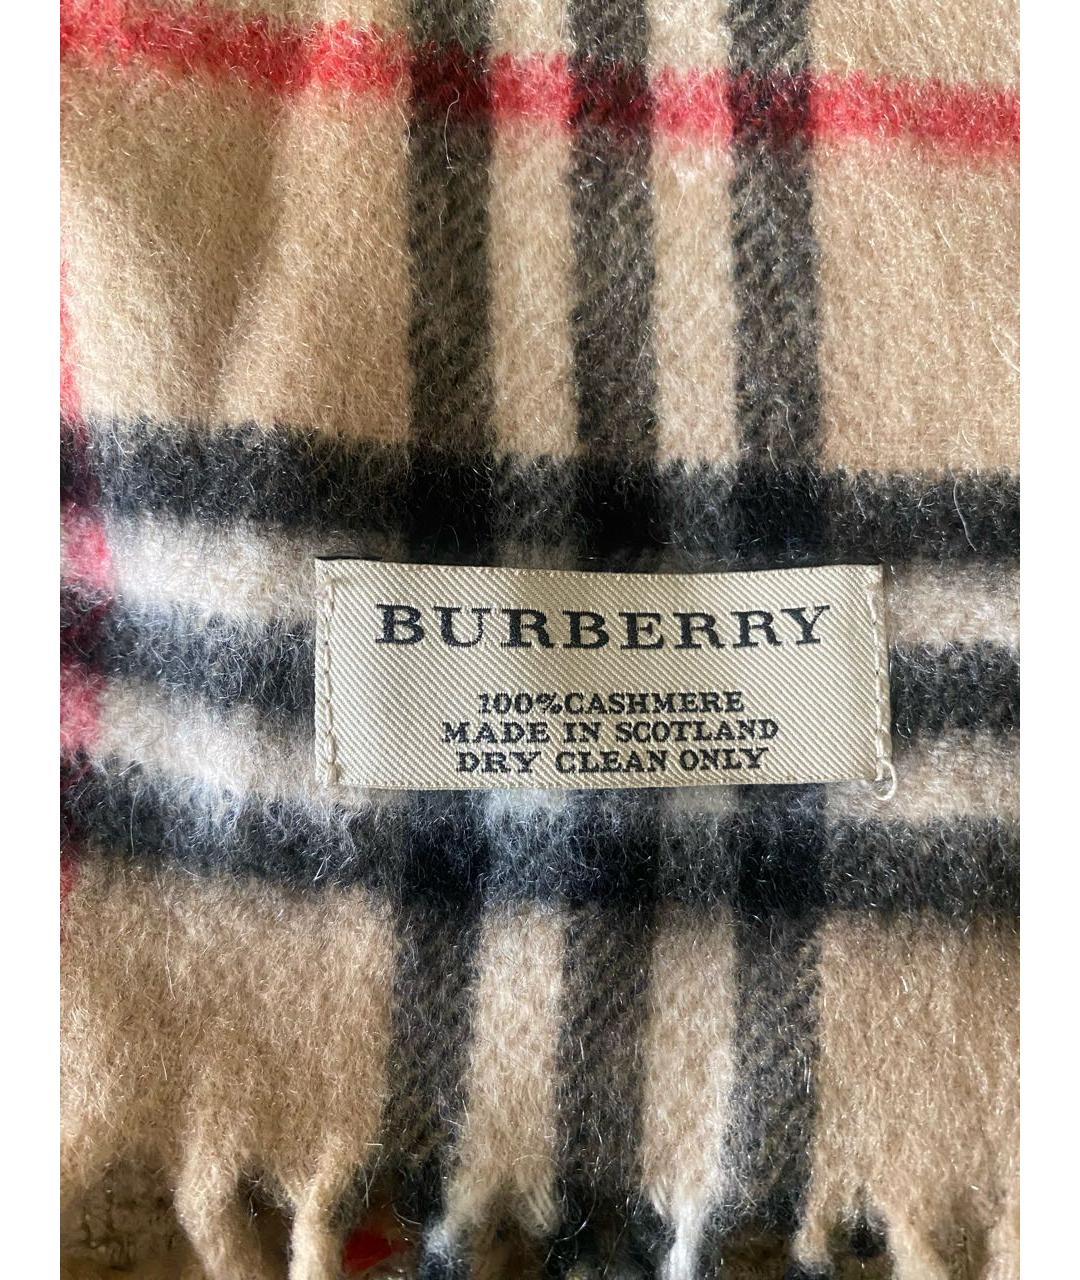 BURBERRY
100%CASHMERE
MADE IN SCOTLAND
DRY CLEAN ONLY